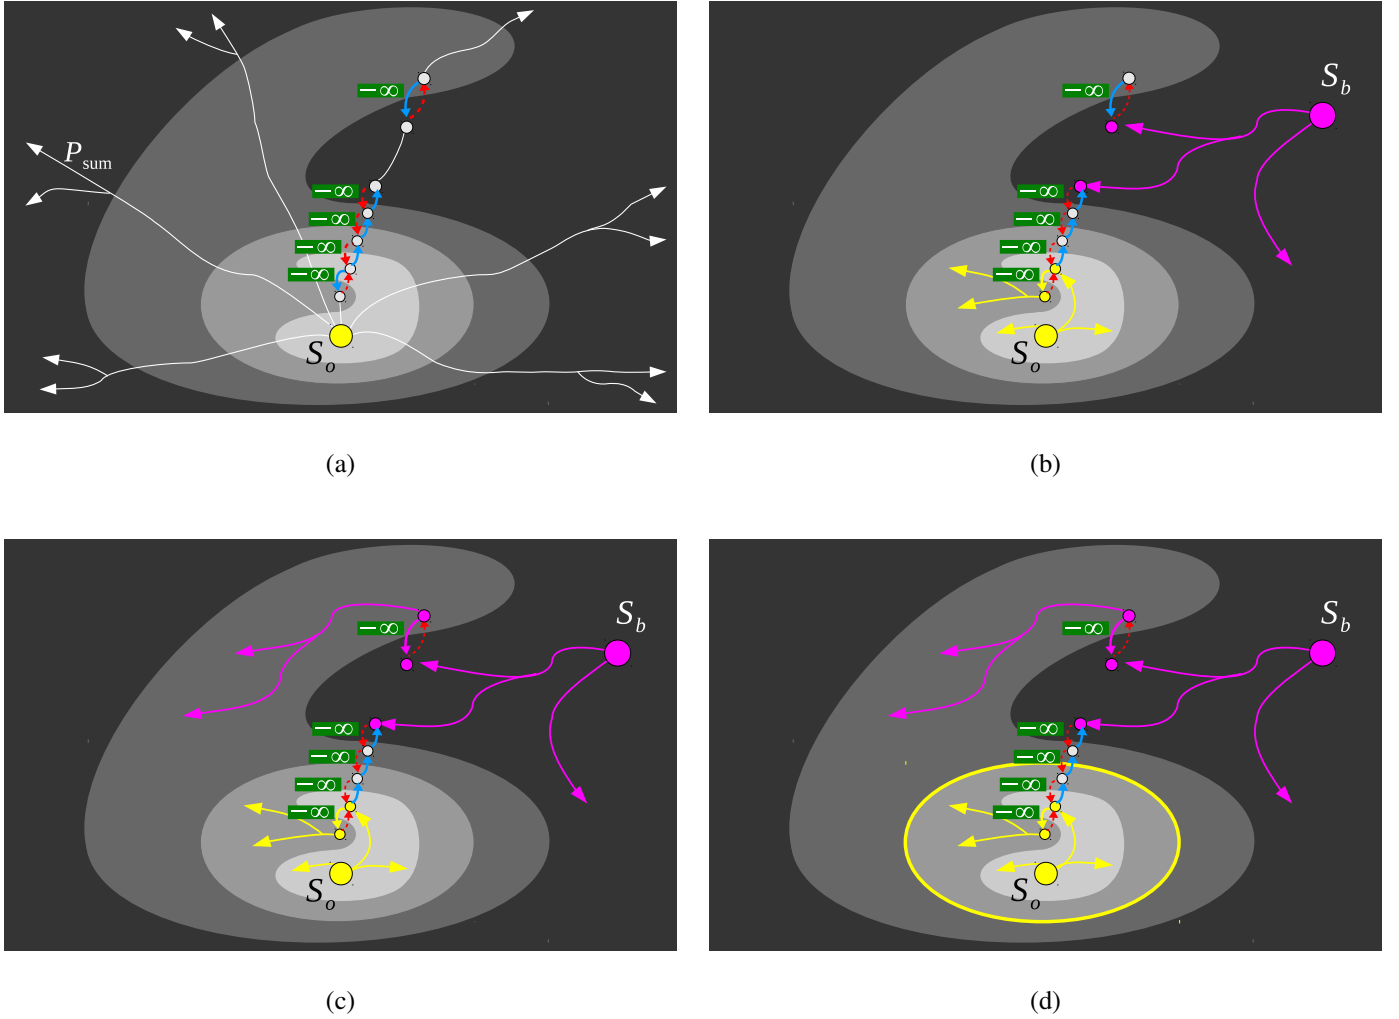 − ∞
P_sum
− ∞
− ∞
− ∞
− ∞
S_o
(a)
S_b
− ∞
− ∞
− ∞
− ∞
− ∞
S_o
(b)
S_b
− ∞
− ∞
− ∞
− ∞
− ∞
S_o
(c)
S_b
− ∞
− ∞
− ∞
− ∞
− ∞
S_o
(d)